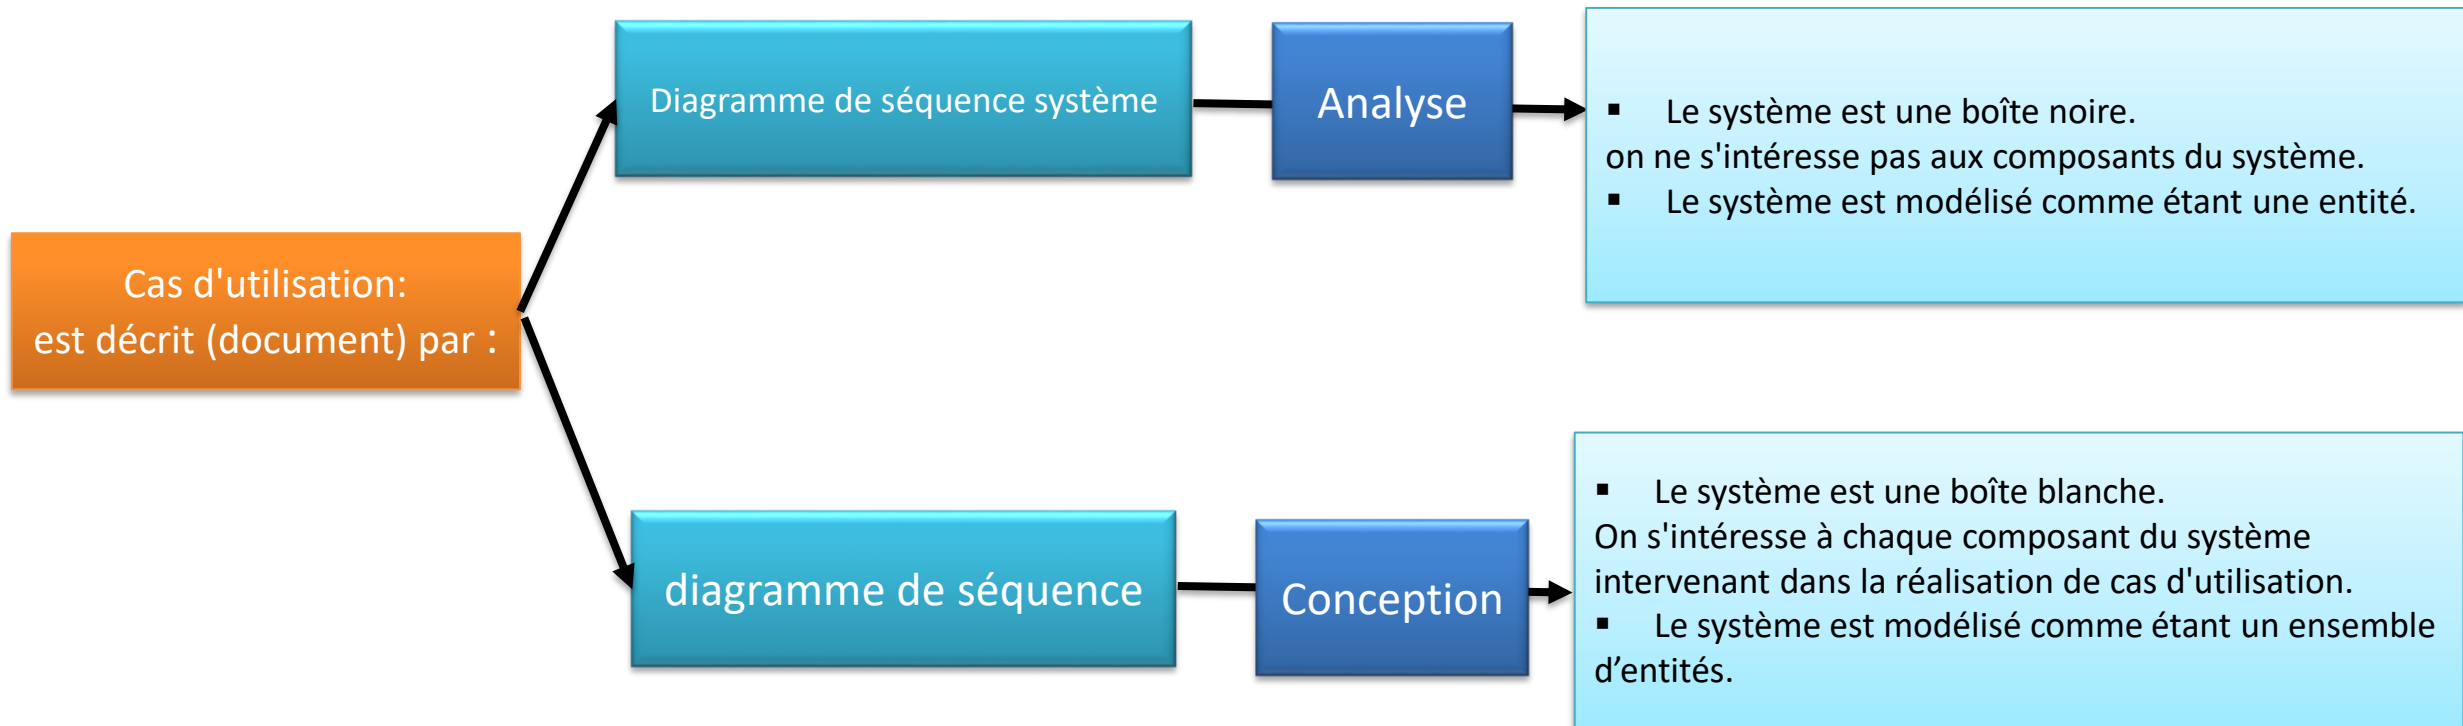 Diagramme de séquence système
Analyse
▪ Le système est une boîte noire.
on ne s'intéresse pas aux composants du système.
▪ Le système est modélisé comme étant une entité.
Cas d'utilisation:
est décrit (document) par :
diagramme de séquence
Conception
▪ Le système est une boîte blanche.
On s'intéresse à chaque composant du système
intervenant dans la réalisation de cas d'utilisation.
▪ Le système est modélisé comme étant un ensemble
d’entités.